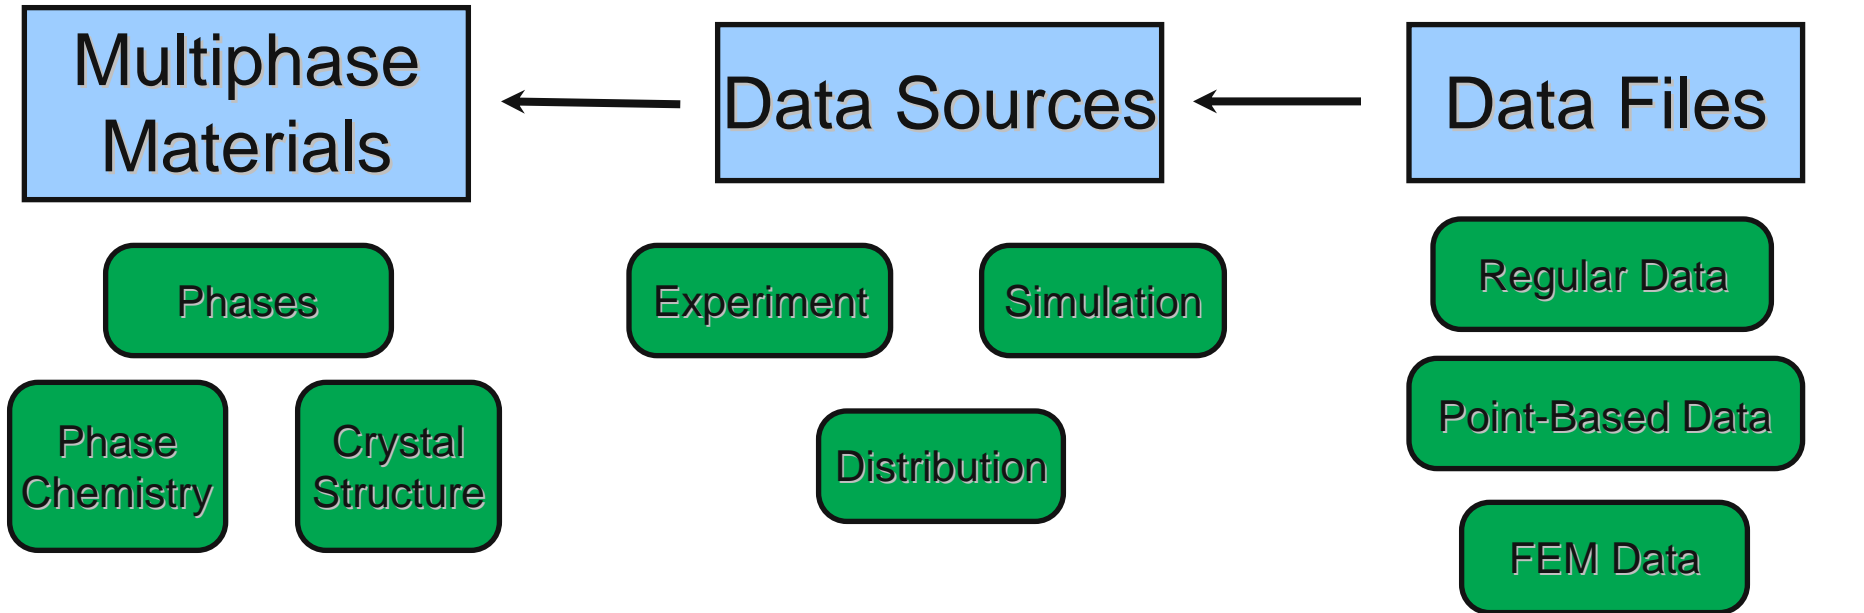 Multiphase
Materials
Data Sources
Data Files
Phases
Phase
Chemistry
Crystal
Structure
Experiment
Simulation
Distribution
Regular Data
Point-Based Data
FEM Data